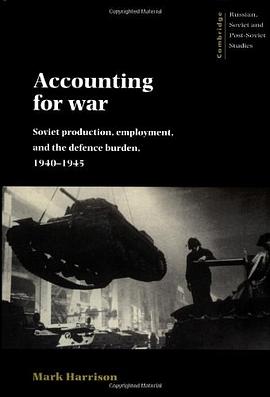 Cambridge
Russian,
Soviet and
Post-Soviet
Studies
Accounting
for war
Soviet production, employment,
and the defence burden,
1940–1945
Mark Harrison